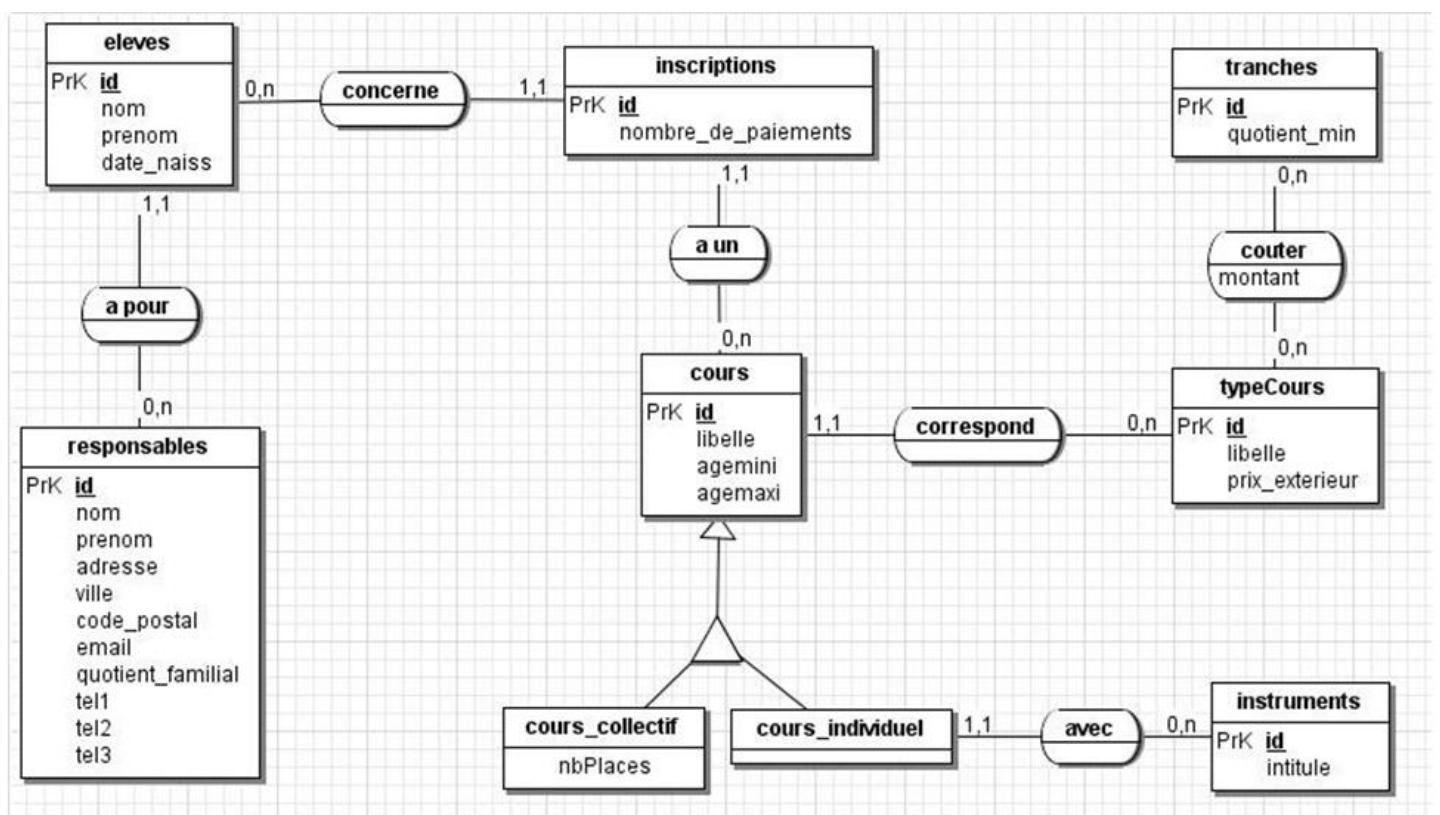 eleves
PrK id
nom
prenom
date_naiss
0,n
concerne
1,1
inscriptions
PrK id
nombre_de_paiements
tranches
PrK id
quotient_min
1,1
a pour
0,n
responsables
PrK id
nom
prenom
adresse
ville
code_postal
email
quotient_familial
tel1
tel2
tel3
1,1
a un
0,n
cours
PrK id
libelle
agemini
agemaxi
1,1
correspond
0,n
0,n
couter
montant
0,n
typeCours
PrK id
libelle
prix_exterieur
cours_collectif
nbPlaces
cours_individuel
1,1
avec
0,n
instruments
PrK id
intitule